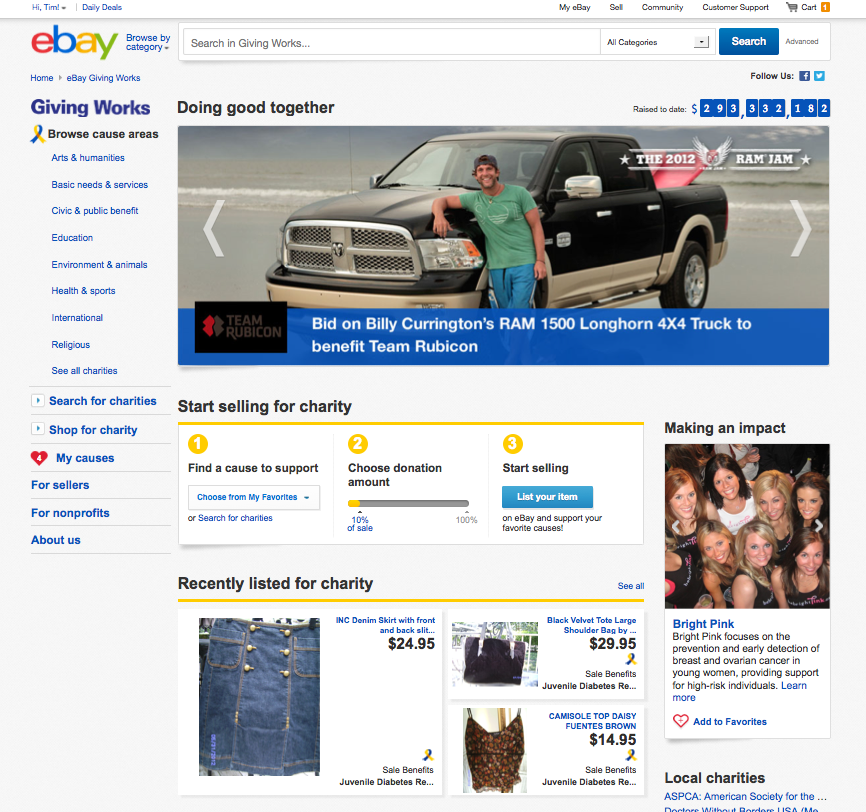 Hi, Tim!
Daily Deals
My eBay
Sell
Community
Customer Support
Cart 1
ebay
Browse by
category
Search in Giving Works...
All Categories
Search
Advanced
Home
eBay Giving Works
Follow Us:
Giving Works
Browse cause areas
Arts & humanities
Basic needs & services
Civic & public benefit
Education
Environment & animals
Health & sports
International
Religious
See all charities
Search for charities
Shop for charity
4 My causes
For sellers
For nonprofits
About us
Doing good together
Raised to date: $ 293,332,182
THE 2012 RAM JAM
TEAM
RUBICON
Bid on Billy Currington's RAM 1500 Longhorn 4X4 Truck to
benefit Team Rubicon
Start selling for charity
1
Find a cause to support
Choose from My Favorites
or Search for charities
2
Choose donation
amount
10%
of sale
100%
3
Start selling
List your item
on eBay and support your
favorite causes!
Recently listed for charity
See all
INC Denim Skirt with front
and back slit...
$24.95
Sale Benefits
Juvenile Diabetes Re...
Black Velvet Tote Large
Shoulder Bag by ...
$29.95
Sale Benefits
Juvenile Diabetes Re...
CAMISOLE TOP DAISY
FUENTES BROWN
$14.95
Sale Benefits
Juvenile Diabetes Re...
Making an impact
Bright Pink
Bright Pink focuses on the
prevention and early detection of
breast and ovarian cancer in
young women, providing support
for high-risk individuals. Learn
more
Add to Favorites
Local charities
ASPCA: American Society for the ...
Doctors Without Borders USA (Me...